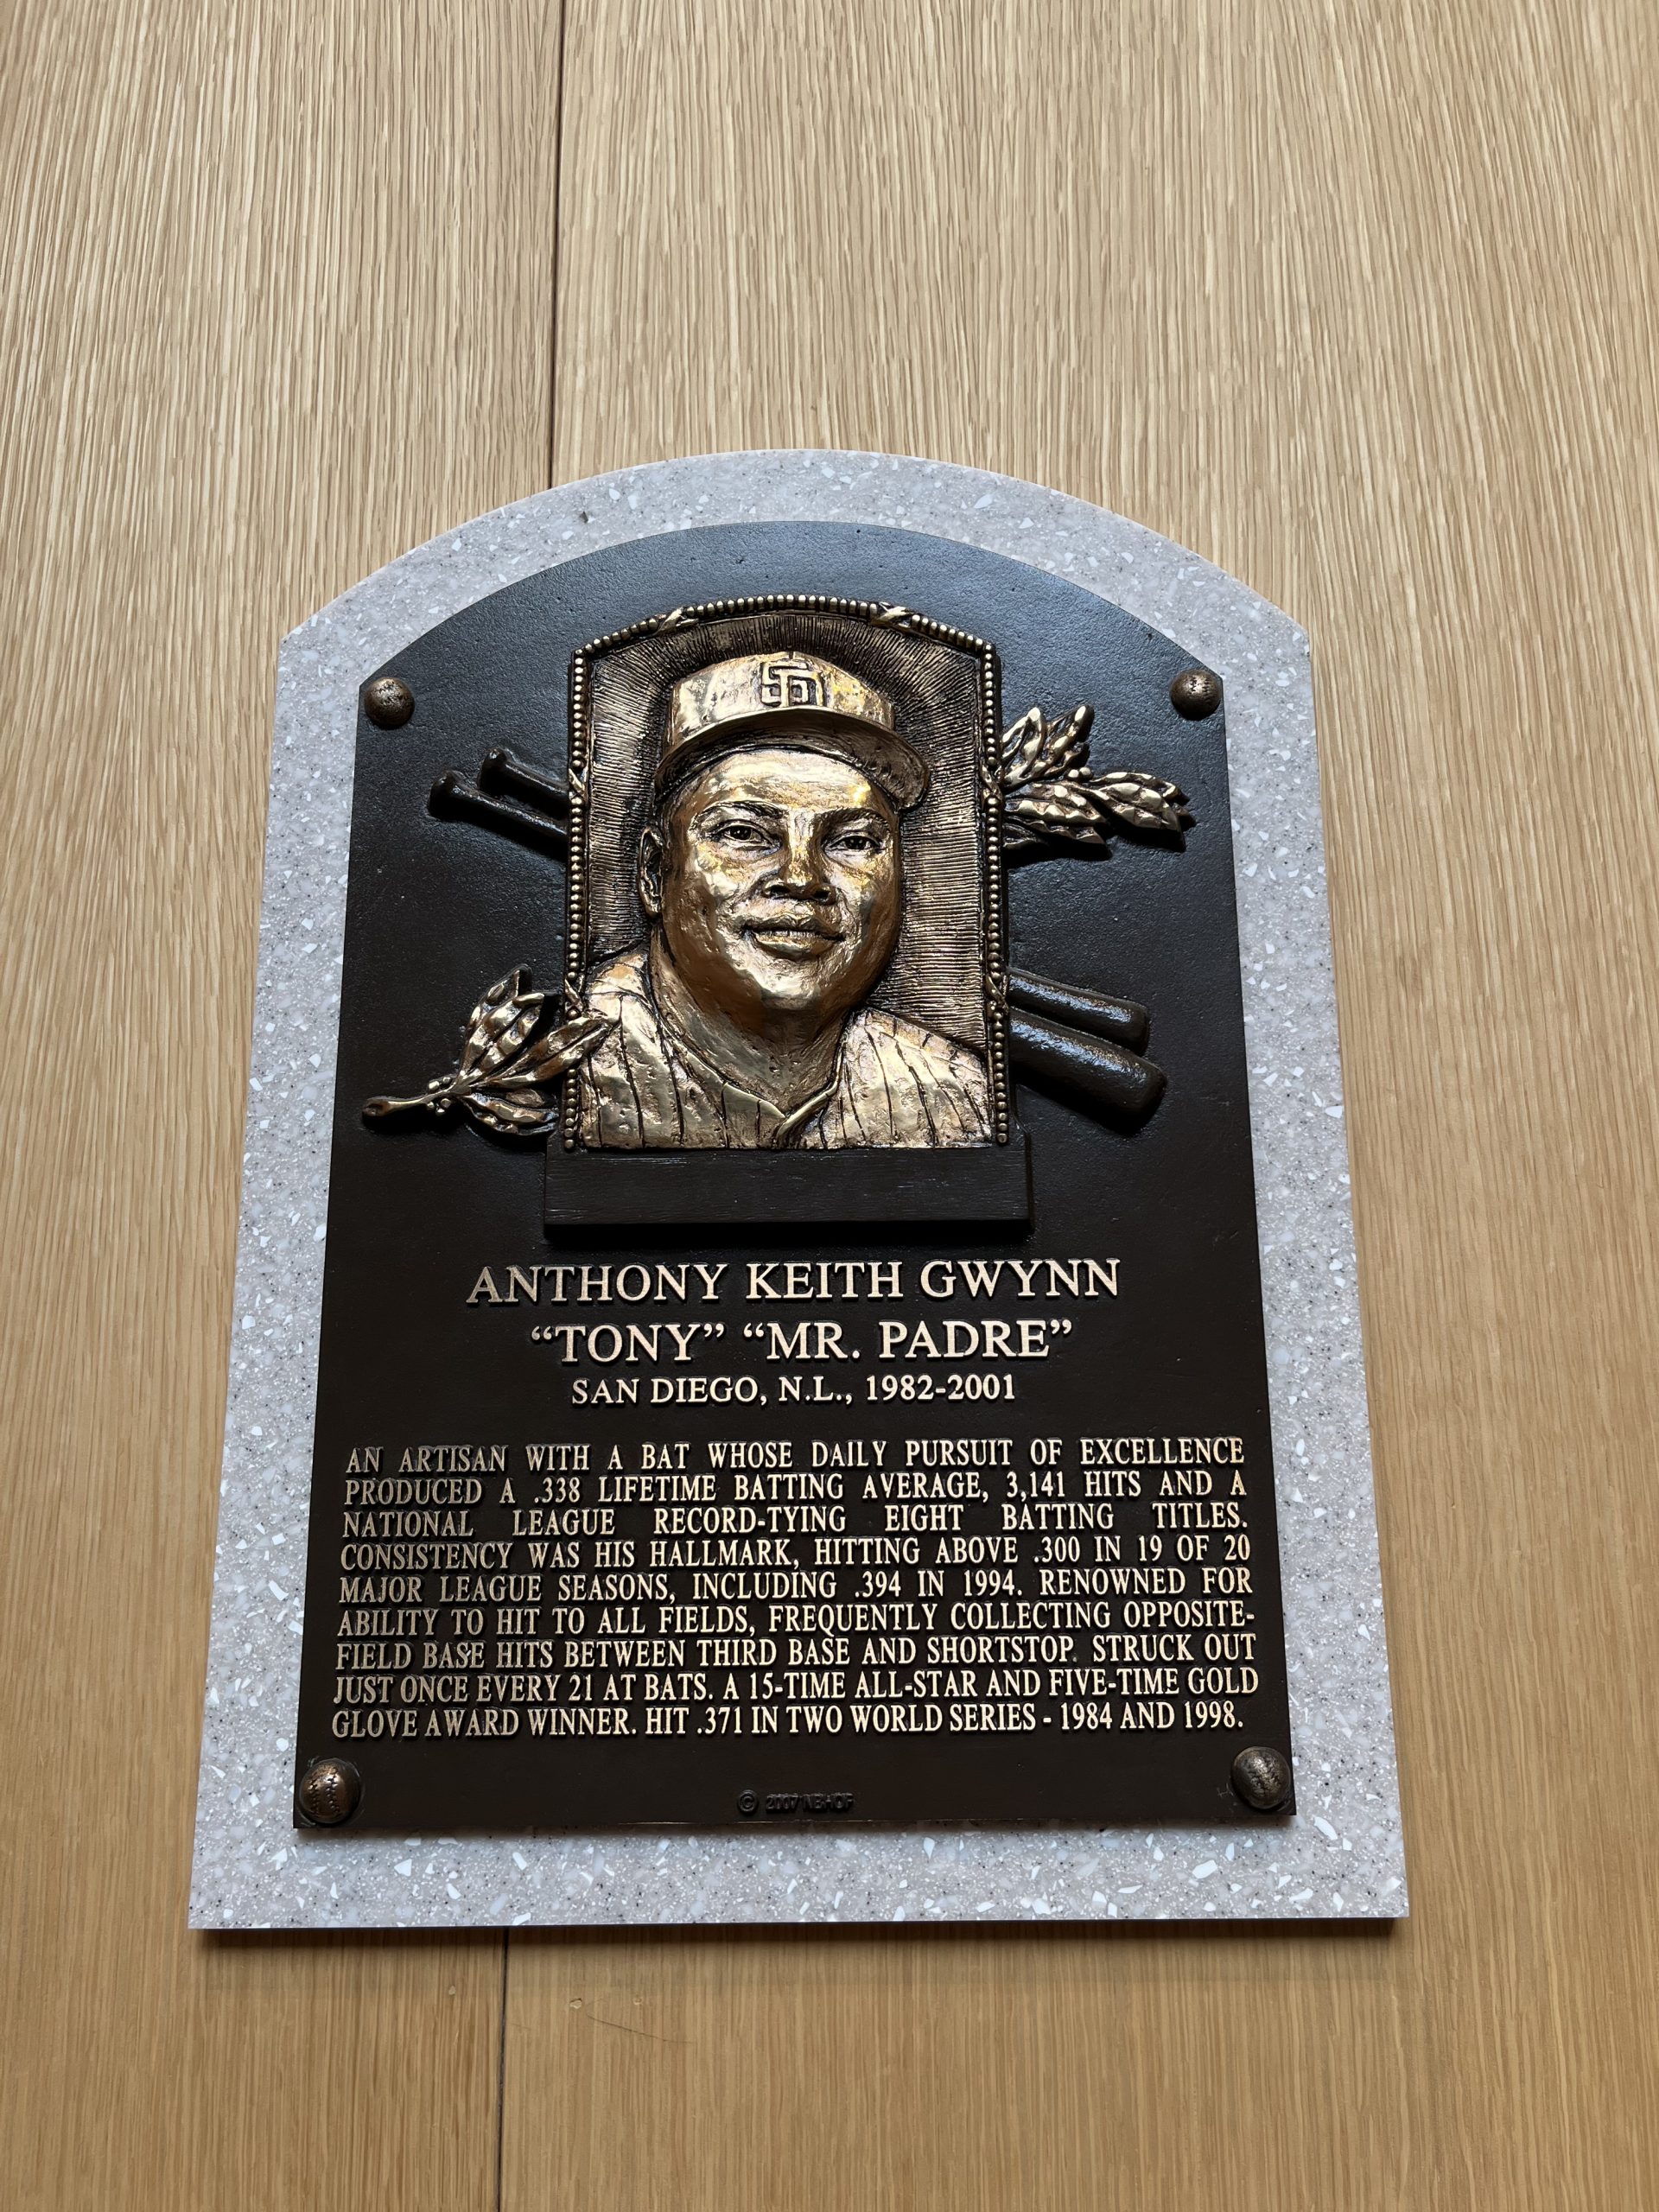 SD
ANTHONY KEITH GWYNN
“TONY” “MR. PADRE”
SAN DIEGO, N.L., 1982-2001
AN ARTISAN WITH A BAT WHOSE DAILY PURSUIT OF EXCELLENCE
PRODUCED A .338 LIFETIME BATTING AVERAGE, 3,141 HITS AND A
NATIONAL LEAGUE RECORD-TYING EIGHT BATTING TITLES.
CONSISTENCY WAS HIS HALLMARK, HITTING ABOVE .300 IN 19 OF 20
MAJOR LEAGUE SEASONS, INCLUDING .394 IN 1994. RENOWNED FOR
ABILITY TO HIT TO ALL FIELDS, FREQUENTLY COLLECTING OPPOSITE-
FIELD BASE HITS BETWEEN THIRD BASE AND SHORTSTOP. STRUCK OUT
JUST ONCE EVERY 21 AT BATS. A 15-TIME ALL-STAR AND FIVE-TIME GOLD
GLOVE AWARD WINNER. HIT .371 IN TWO WORLD SERIES - 1984 AND 1998.
© 2007 NBHOF